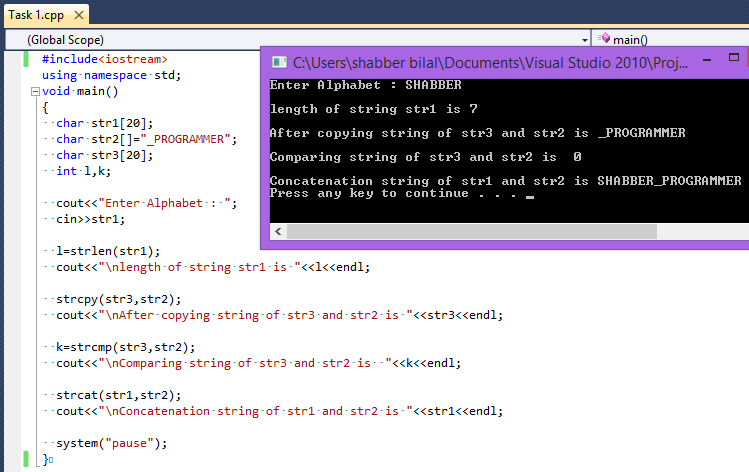 Task 1.cpp
(Global Scope)
main()
#include<iostream>
using namespace std;
void main()
{
char str1[20];
char str2[]="_PROGRAMMER";
char str3[20];
int l,k;
cout<<"Enter Alphabet : ";
cin>>str1;
l=strlen(str1);
cout<<"\nlength of string str1 is "<<l<<endl;
strcpy(str3,str2);
cout<<"\nAfter copying string of str3 and str2 is "<<str3<<endl;
k=strcmp(str3,str2);
cout<<"\nComparing string of str3 and str2 is  "<<k<<endl;
strcat(str1,str2);
cout<<"\nConcatenation string of str1 and str2 is "<<str1<<endl;
system("pause");
}
C:\Users\shabber bilal\Documents\Visual Studio 2010\Proj...
Enter Alphabet : SHABBER
length of string str1 is 7
After copying string of str3 and str2 is _PROGRAMMER
Comparing string of str3 and str2 is  0
Concatenation string of str1 and str2 is SHABBER_PROGRAMMER
Press any key to continue . . . _